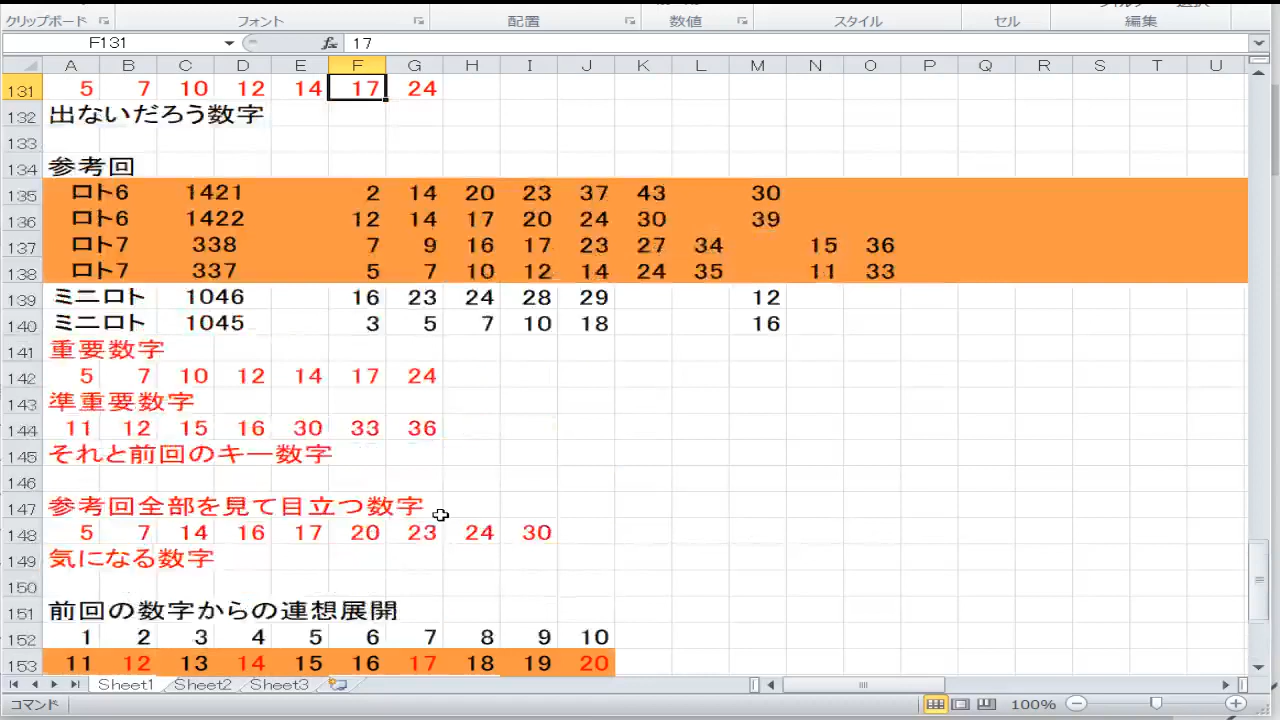 クリップボード フォント 配置 数値 スタイル セル 編集
F131 fx 17
A B C D E F G H I J K L M N O P Q R S T U
131 5 7 10 12 14 17 24
132 出ないだろう数字
133
134 参考回
135 ロト6 1421 2 14 20 23 37 43 30
136 ロト6 1422 12 14 17 20 24 30 39
137 ロト7 338 7 9 16 17 23 27 34 15 36
138 ロト7 337 5 7 10 12 14 24 35 11 33
139 ミニロト 1046 16 23 24 28 29 12
140 ミニロト 1045 3 5 7 10 18 16
141 重要数字
142 5 7 10 12 14 17 24
143 準重要数字
144 11 12 15 16 30 33 36
145 それと前回のキー数字
146
147 参考回全部を見て目立つ数字
148 5 7 14 16 17 20 23 24 30
149 気になる数字
150
151 前回の数字からの連想展開
152 1 2 3 4 5 6 7 8 9 10
153 11 12 13 14 15 16 17 18 19 20
Sheet1 Sheet2 Sheet3
コマンド 100%